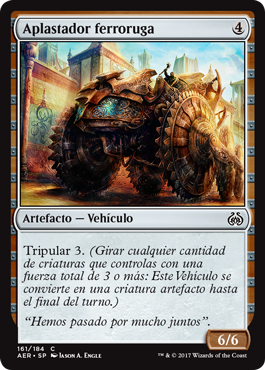 Aplastador ferroruga 4
Artefacto — Vehículo
Tripular 3. (Girar cualquier cantidad
de criaturas que controlas con una
fuerza total de 3 o más: Este Vehículo se
convierte en una criatura artefacto hasta
el final del turno.)
“Hemos pasado por mucho juntos”.
6/6
161/184 C
AER • SP Jason A. Engle
™ & © 2017 Wizards of the Coast